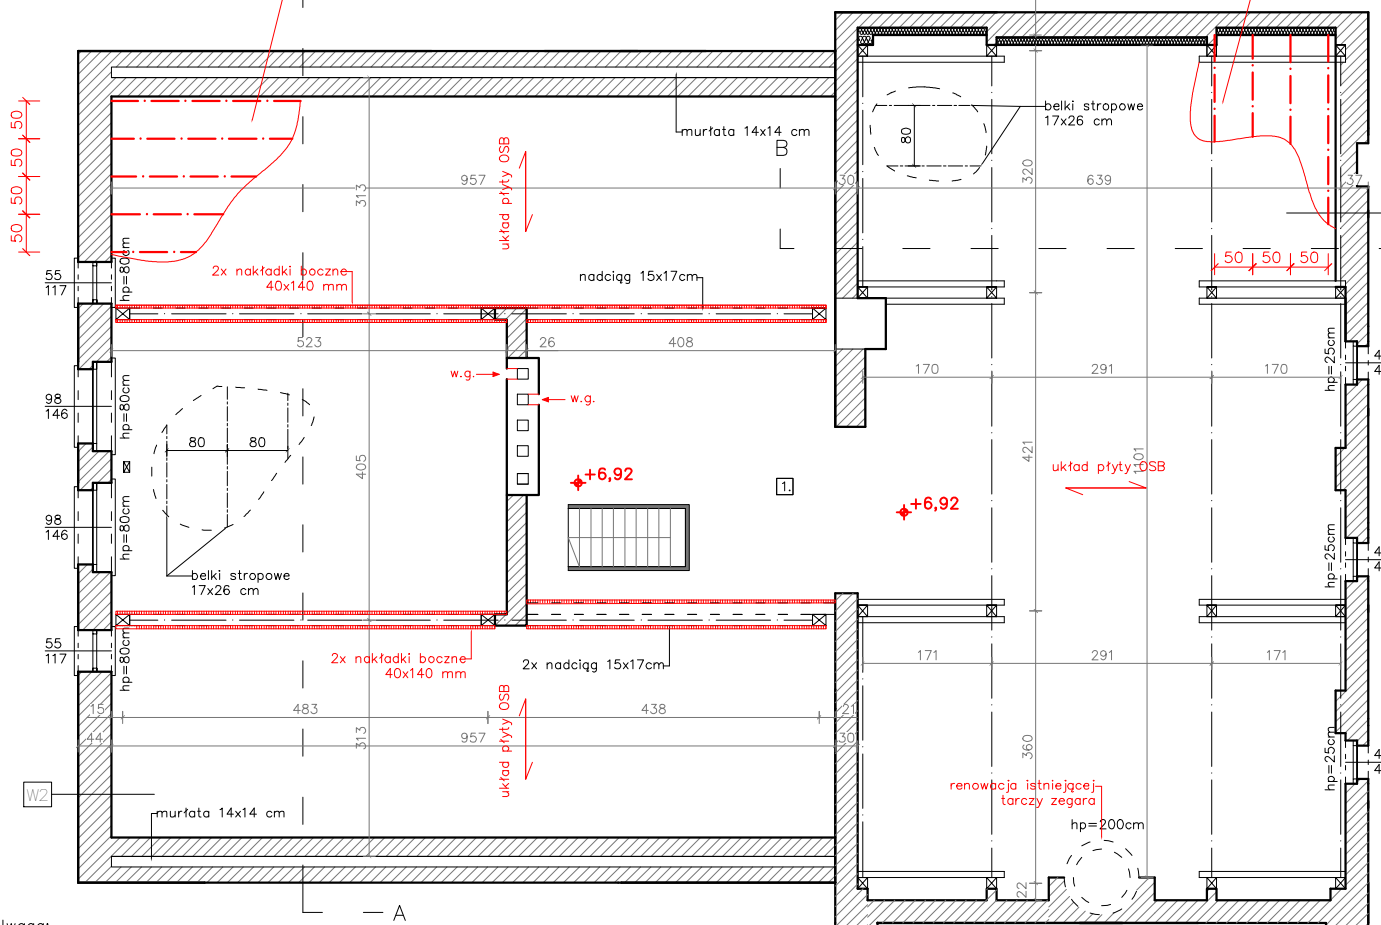 murłata 14x14 cm
B
belki stropowe
17x26 cm
80
50
50
50
50
313
957
układ płyty OSB
30
320
639
37
50
50
50
55
117
hp=80cm
2x nakładki boczne
40x140 mm
nadciąg 15x17cm
523
26
408
w.g.
w.g.
170
291
170
hp=25cm
98
146
hp=80cm
80
80
405
+6,92
1.
421
układ płyty OSB
1101
+6,92
98
146
hp=80cm
belki stropowe
17x26 cm
hp=25cm
55
117
hp=80cm
2x nakładki boczne
40x140 mm
2x nadciąg 15x17cm
171
291
171
15
483
438
21
44
313
957
układ płyty OSB
30
360
hp=25cm
W2
murłata 14x14 cm
renowacja istniejącej
tarczy zegara
hp=200cm
22
A